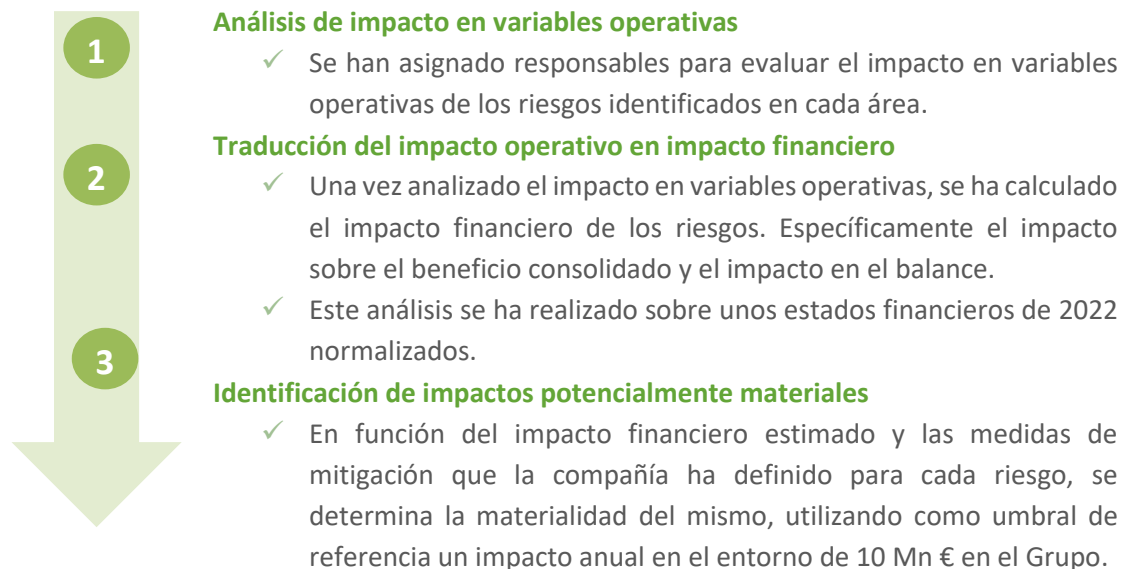 1
Análisis de impacto en variables operativas
✓ Se han asignado responsables para evaluar el impacto en variables
operativas de los riesgos identificados en cada área.
2
Traducción del impacto operativo en impacto financiero
✓ Una vez analizado el impacto en variables operativas, se ha calculado
el impacto financiero de los riesgos. Específicamente el impacto
sobre el beneficio consolidado y el impacto en el balance.
✓ Este análisis se ha realizado sobre unos estados financieros de 2022
normalizados.
3
Identificación de impactos potencialmente materiales
✓ En función del impacto financiero estimado y las medidas de
mitigación que la compañía ha definido para cada riesgo, se
determina la materialidad del mismo, utilizando como umbral de
referencia un impacto anual en el entorno de 10 Mn € en el Grupo.